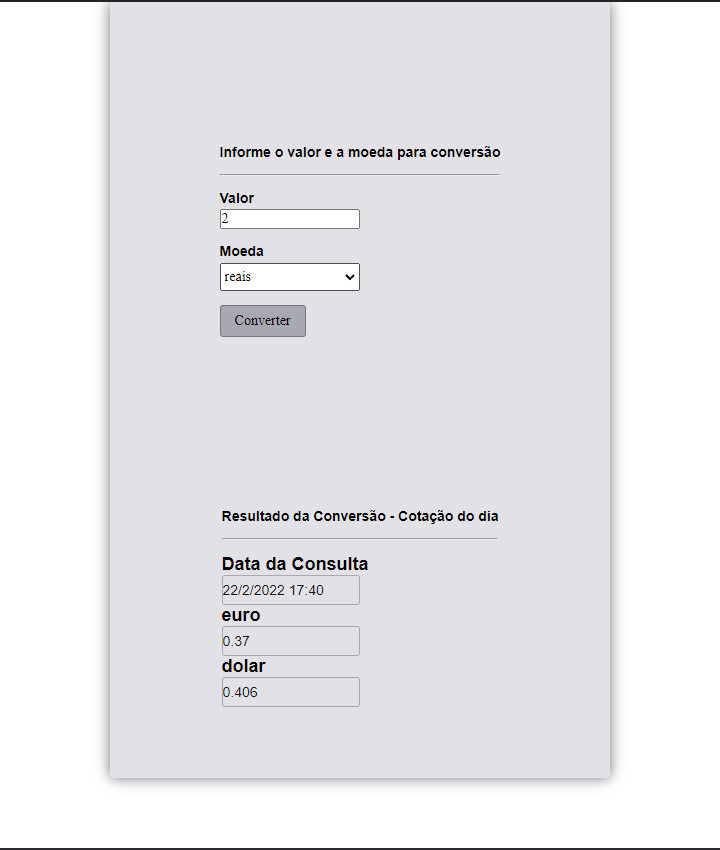 Informe o valor e a moeda para conversão
Valor
2
Moeda
reais
Converter
Resultado da Conversão - Cotação do dia
Data da Consulta
22/2/2022 17:40
euro
0.37
dolar
0.406